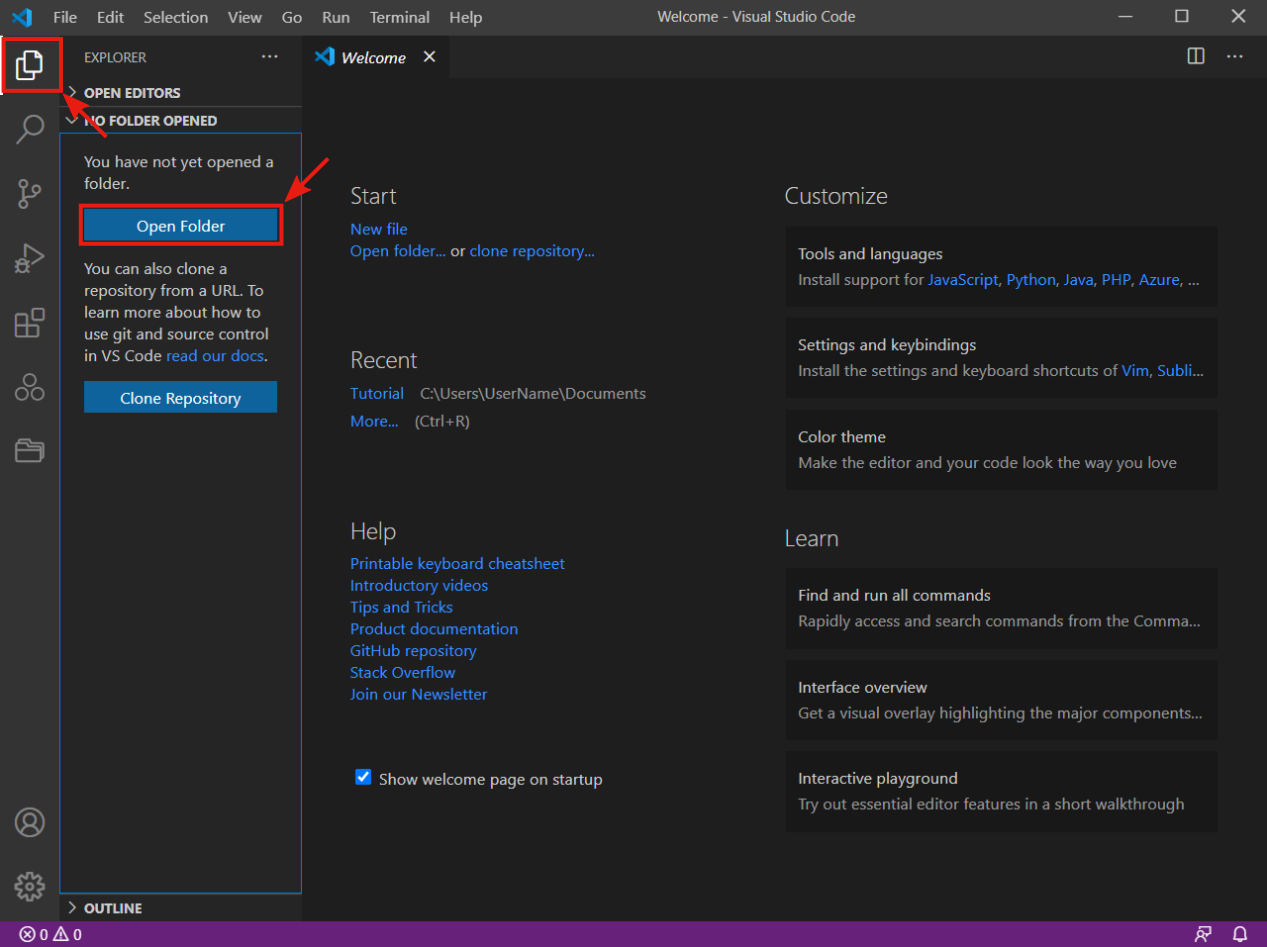 File Edit Selection View Go Run Terminal Help
Welcome - Visual Studio Code
EXPLORER
OPEN EDITORS
NO FOLDER OPENED
You have not yet opened a
folder.
Open Folder
You can also clone a
repository from a URL. To
learn more about how to
use git and source control
in VS Code read our docs.
Clone Repository
OUTLINE
Welcome
Start
New file
Open folder... or clone repository...
Recent
Tutorial C:\Users\UserName\Documents
More... (Ctrl+R)
Help
Printable keyboard cheatsheet
Introductory videos
Tips and Tricks
Product documentation
GitHub repository
Stack Overflow
Join our Newsletter
Show welcome page on startup
Customize
Tools and languages
Install support for JavaScript, Python, Java, PHP, Azure, ...
Settings and keybindings
Install the settings and keyboard shortcuts of Vim, Subli...
Color theme
Make the editor and your code look the way you love
Learn
Find and run all commands
Rapidly access and search commands from the Comma...
Interface overview
Get a visual overlay highlighting the major components...
Interactive playground
Try out essential editor features in a short walkthrough
0 0